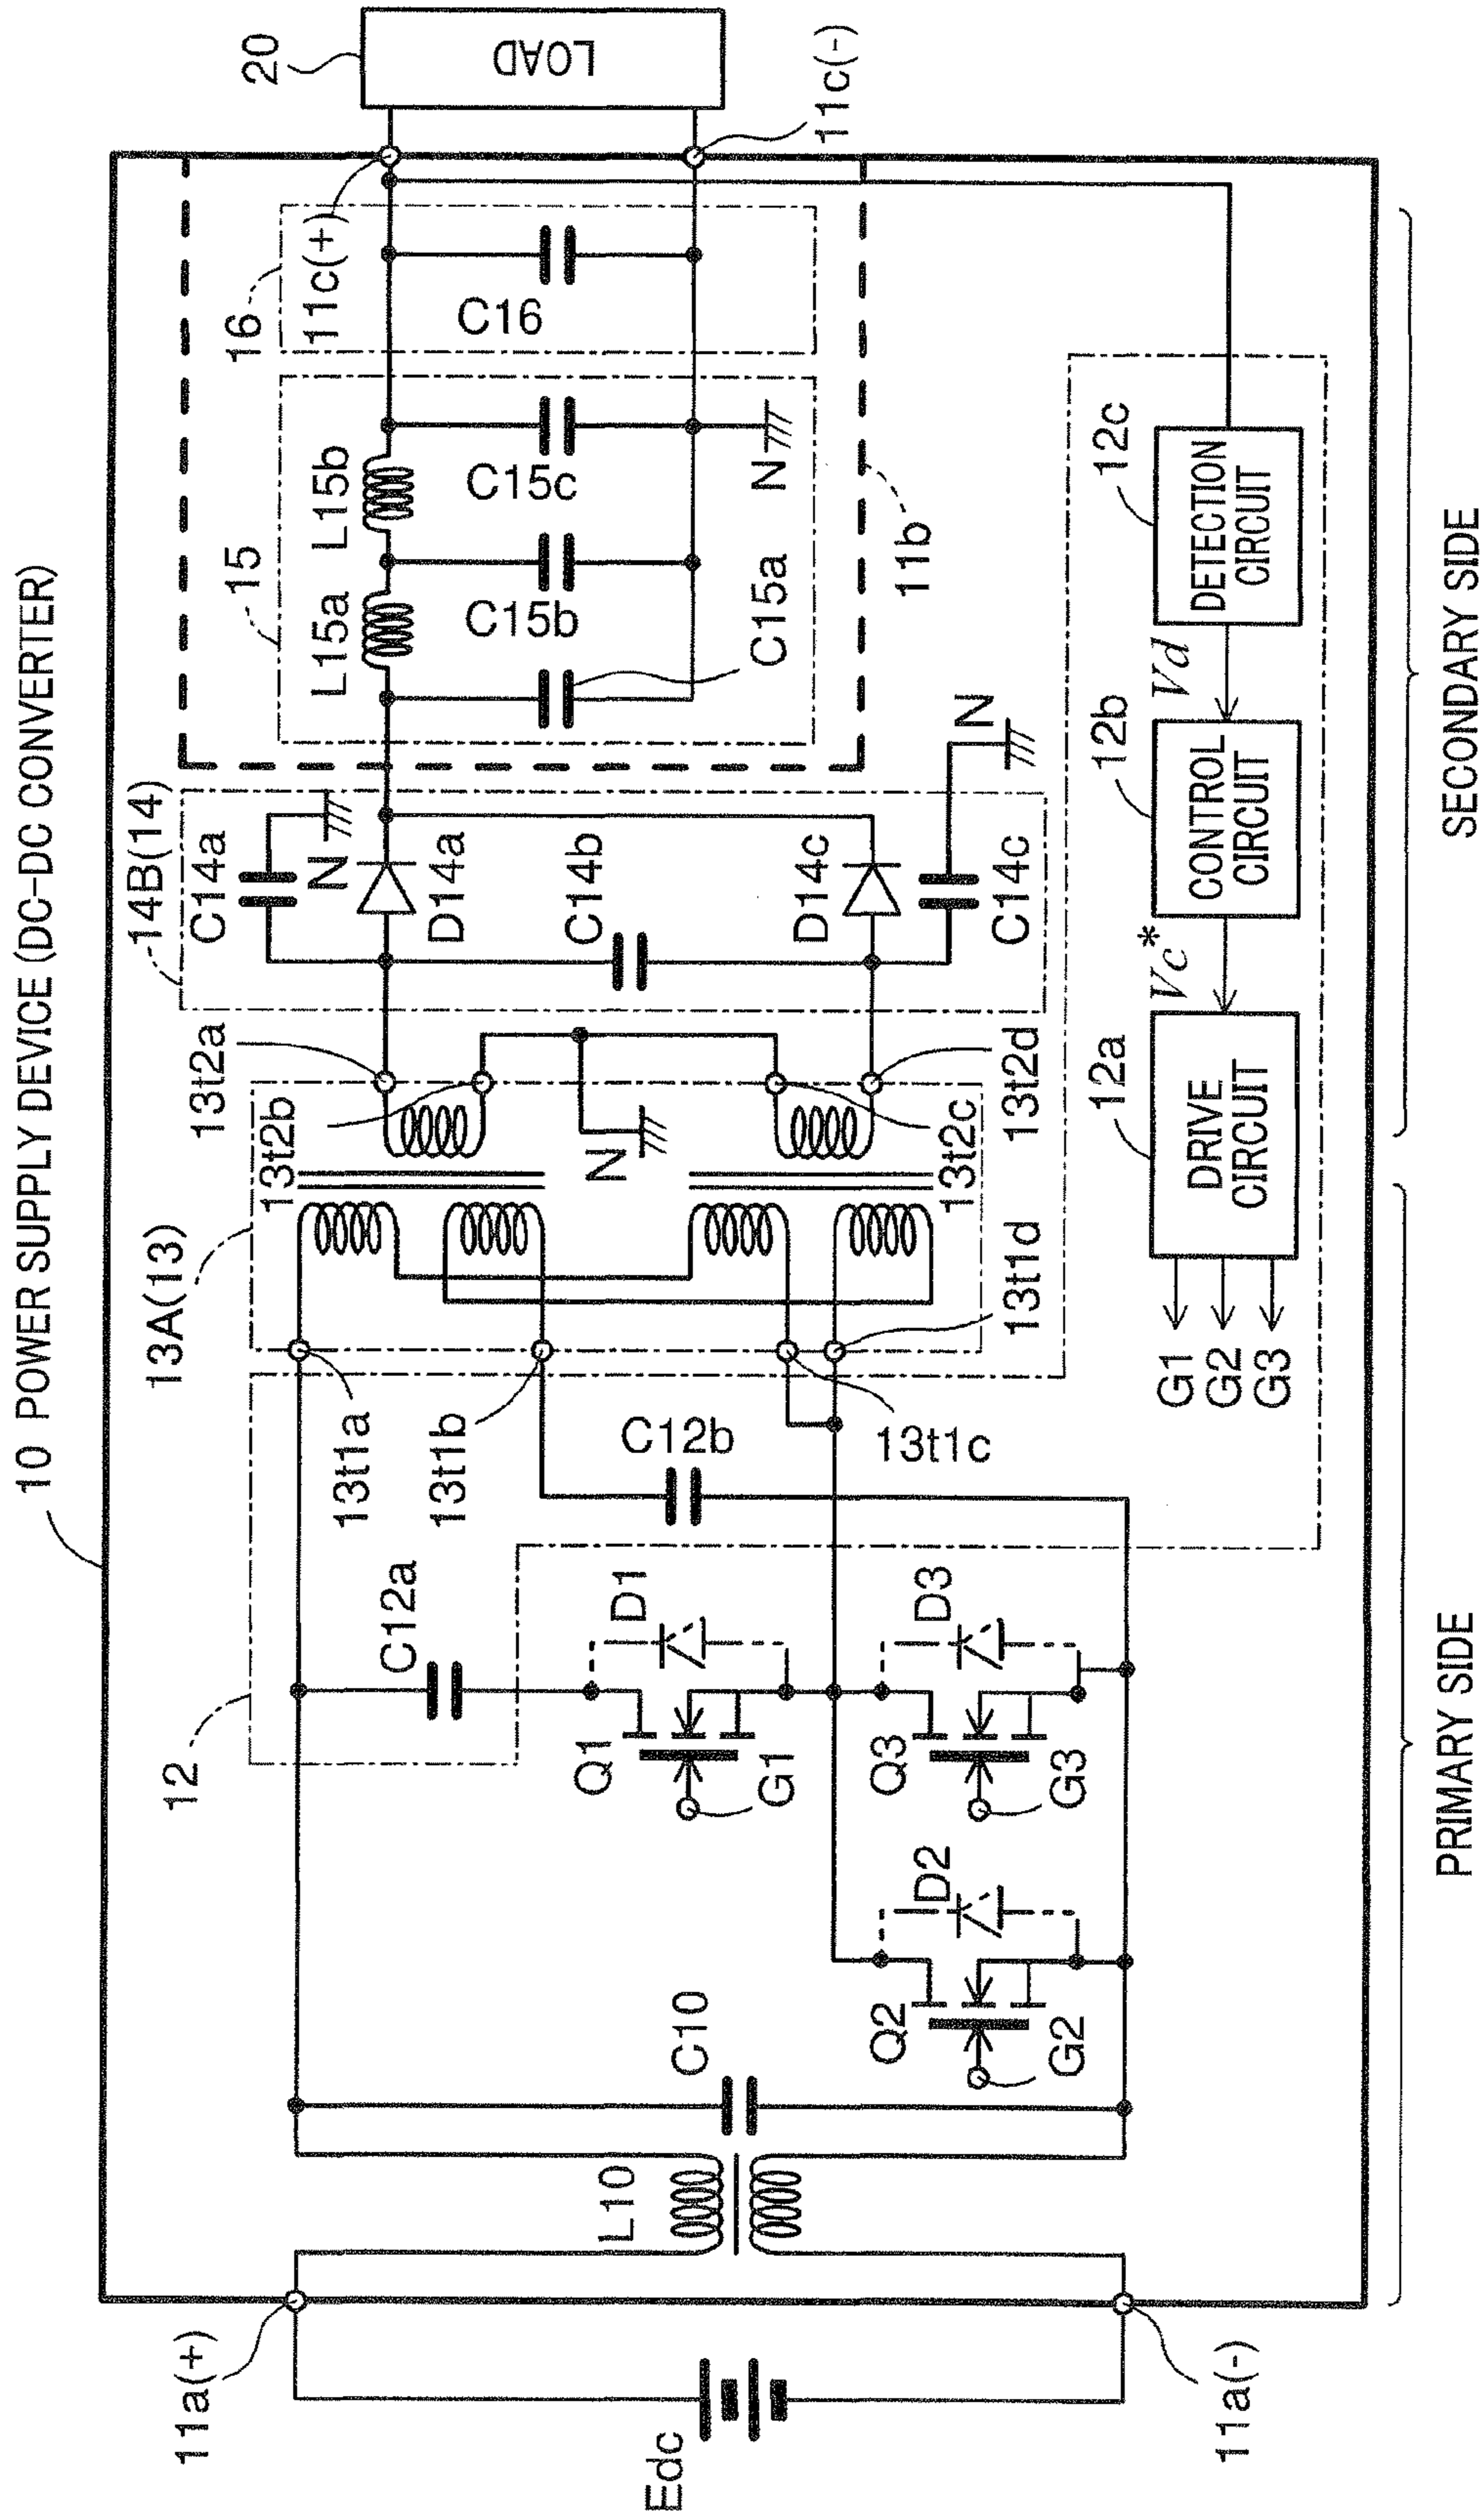 10 POWER SUPPLY DEVICE (DC-DC CONVERTER)
11a(+)
Edc
11a(-)
L10
C10
Q2
G2
D2
12
C12a
Q1
G1
D1
Q3
G3
D3
C12b
13A(13)
13t1a
13t1b
13t1c
13t1d
13t2a
13t2b
13t2c
13t2d
N
14B(14)
C14a
N
D14a
C14b
D14c
C14c
N
15
L15a
L15b
C15a
C15b
C15c
N
11b
16
C16
11c(+)
11c(-)
20
LOAD
12a
DRIVE
CIRCUIT
G1
G2
G3
Vc*
12b
CONTROL
CIRCUIT
Vd
12c
DETECTION
CIRCUIT
PRIMARY SIDE
SECONDARY SIDE